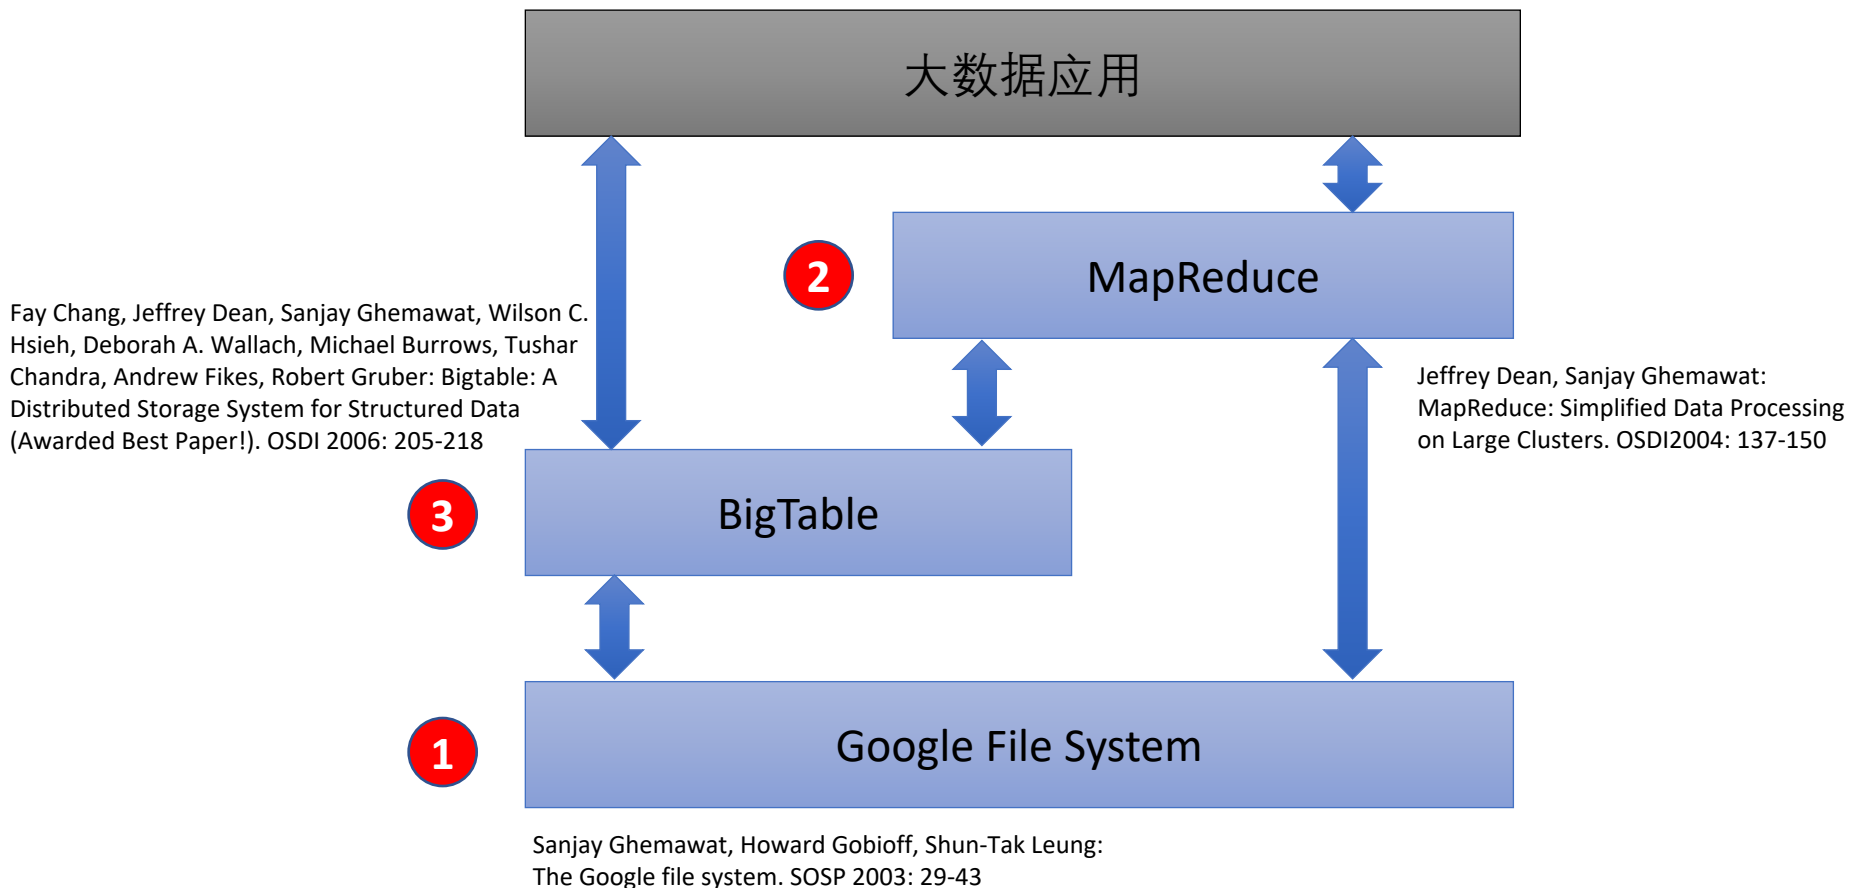 大数据应用
2
MapReduce
Fay Chang, Jeffrey Dean, Sanjay Ghemawat, Wilson C.
Hsieh, Deborah A. Wallach, Michael Burrows, Tushar
Chandra, Andrew Fikes, Robert Gruber: Bigtable: A
Distributed Storage System for Structured Data
(Awarded Best Paper!). OSDI 2006: 205-218
Jeffrey Dean, Sanjay Ghemawat:
MapReduce: Simplified Data Processing
on Large Clusters. OSDI2004: 137-150
3
BigTable
1
Google File System
Sanjay Ghemawat, Howard Gobioff, Shun-Tak Leung:
The Google file system. SOSP 2003: 29-43